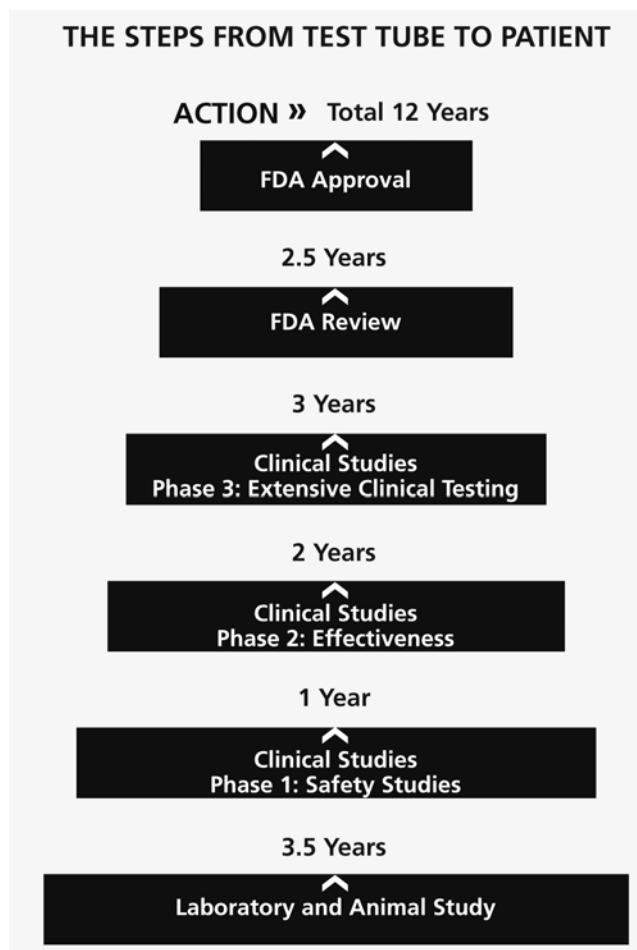 THE STEPS FROM TEST TUBE TO PATIENT
ACTION » Total 12 Years
FDA Approval
2.5 Years
FDA Review
3 Years
Clinical Studies
Phase 3: Extensive Clinical Testing
2 Years
Clinical Studies
Phase 2: Effectiveness
1 Year
Clinical Studies
Phase 1: Safety Studies
3.5 Years
Laboratory and Animal Study